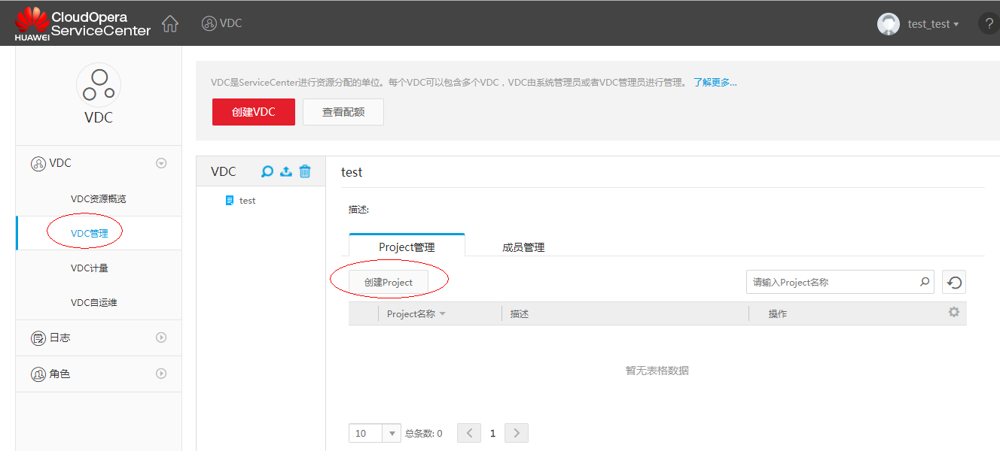 HUAWEI CloudOpera ServiceCenter VDC test_test ?
VDC
VDC
VDC资源概览
VDC管理
VDC计量
VDC自运维
日志
角色
VDC是ServiceCenter进行资源分配的单位。每个VDC可以包含多个VDC，VDC由系统管理员或者VDC管理员进行管理。 了解更多...
创建VDC 查看配额
VDC
test
test
描述:
Project管理 成员管理
创建Project 请输入Project名称
Project名称 描述 操作
暂无表格数据
10 总条数: 0 1